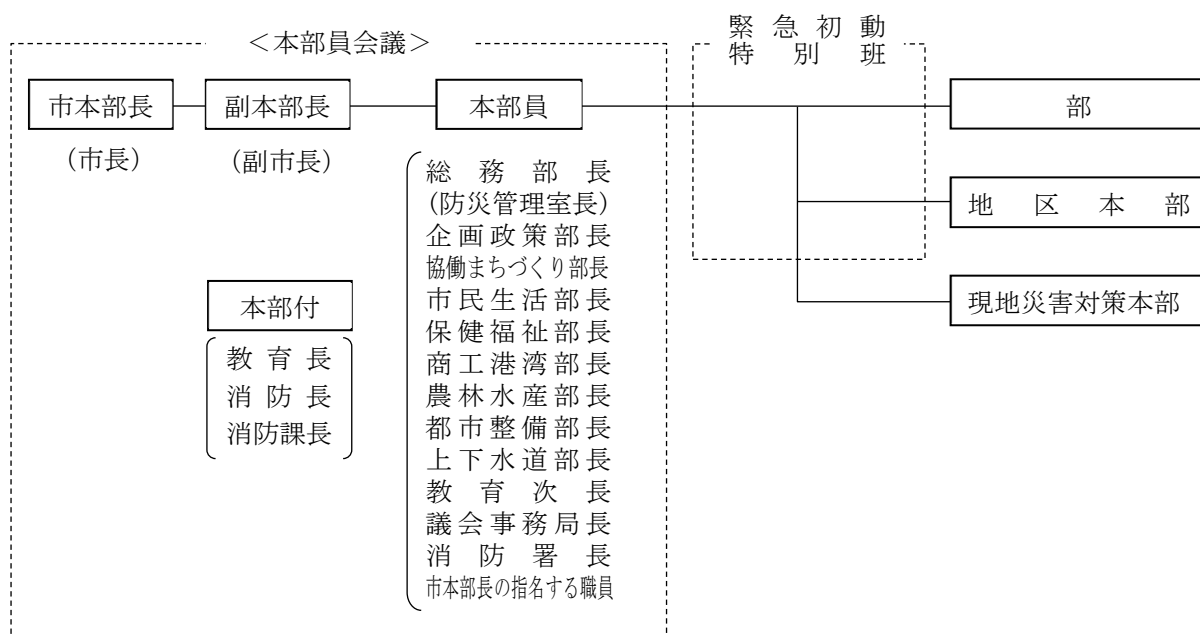 ＜本部員会議＞
緊急初動
特別班
市本部長
副本部長
本部員
部
(市長)
(副市長)
総務部長
(防災管理室長)
企画政策部長
協働まちづくり部長
市民生活部長
保健福祉部長
商工港湾部長
農林水産部長
都市整備部長
上下水道部長
教育次長
議会事務局長
消防署長
市本部長の指名する職員
本部付
教育長
消防長
消防課長
地区本部
現地災害対策本部